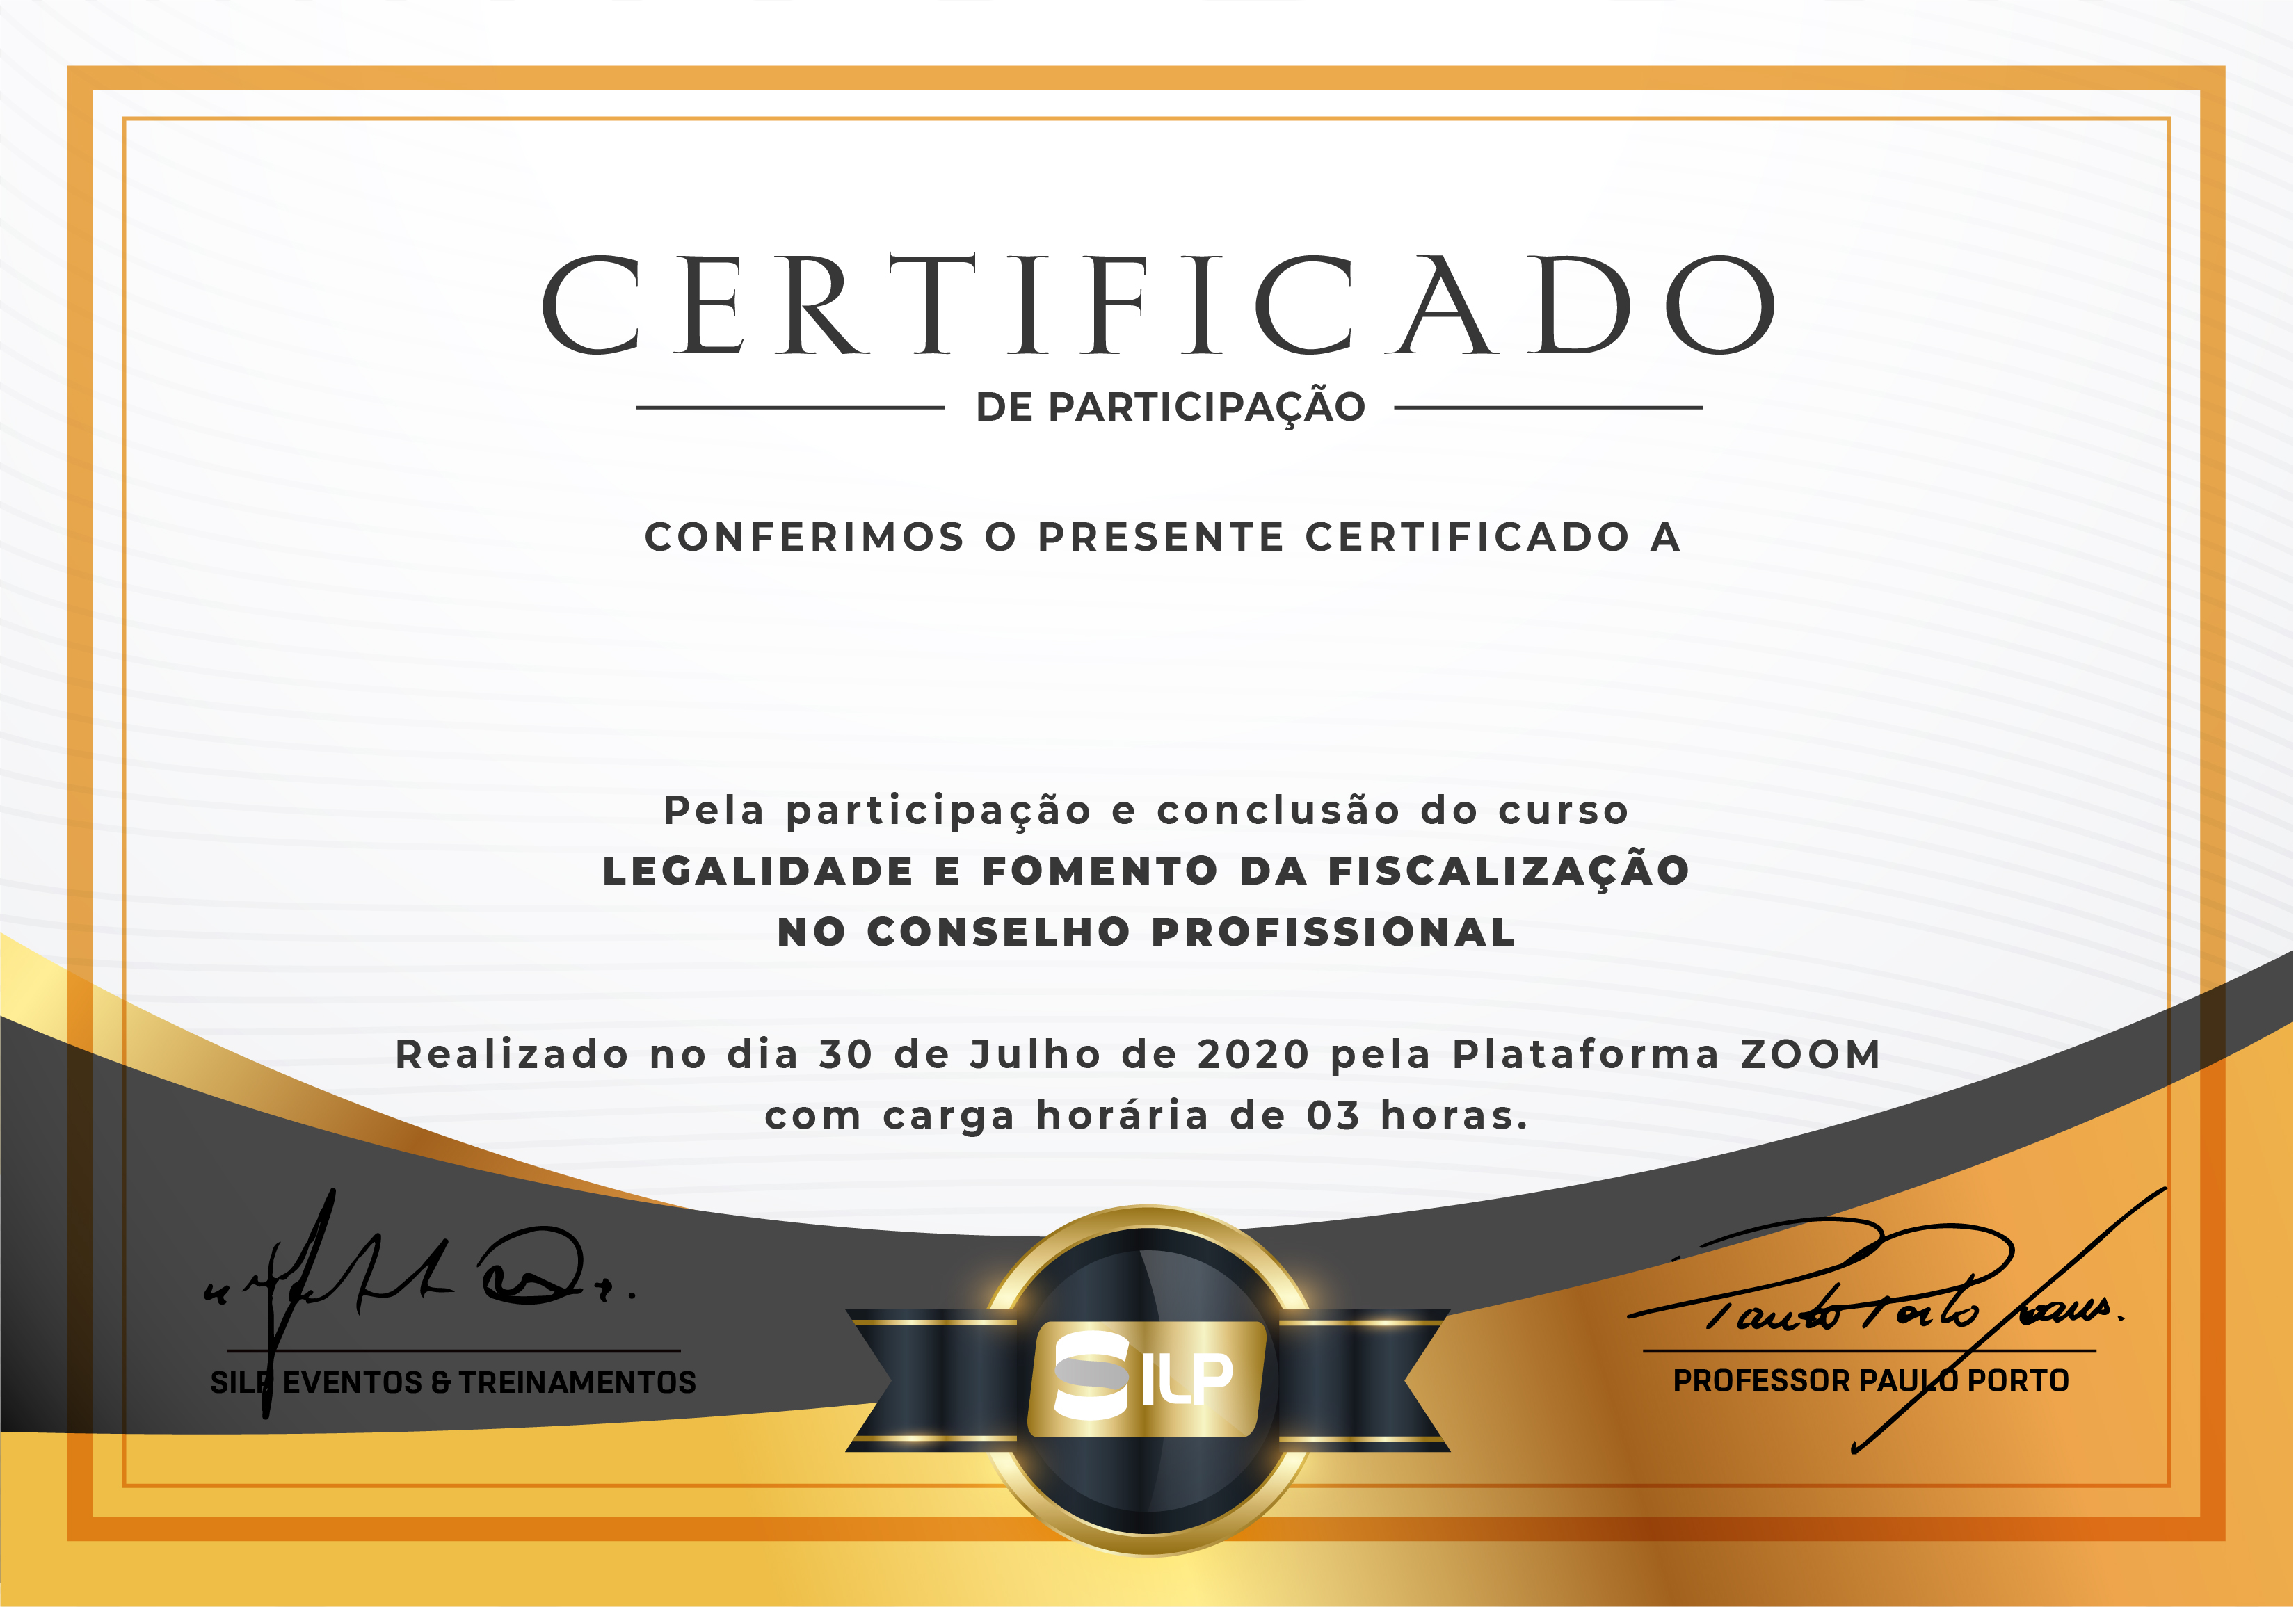 CERTIFICADO
DE PARTICIPAÇÃO
CONFERIMOS O PRESENTE CERTIFICADO A
Pela participação e conclusão do curso
LEGALIDADE E FOMENTO DA FISCALIZAÇÃO
NO CONSELHO PROFISSIONAL
Realizado no dia 30 de Julho de 2020 pela Plataforma ZOOM
com carga horária de 03 horas.
Paulo Porto
SILP EVENTOS & TREINAMENTOS
SILP
PROFESSOR PAULO PORTO